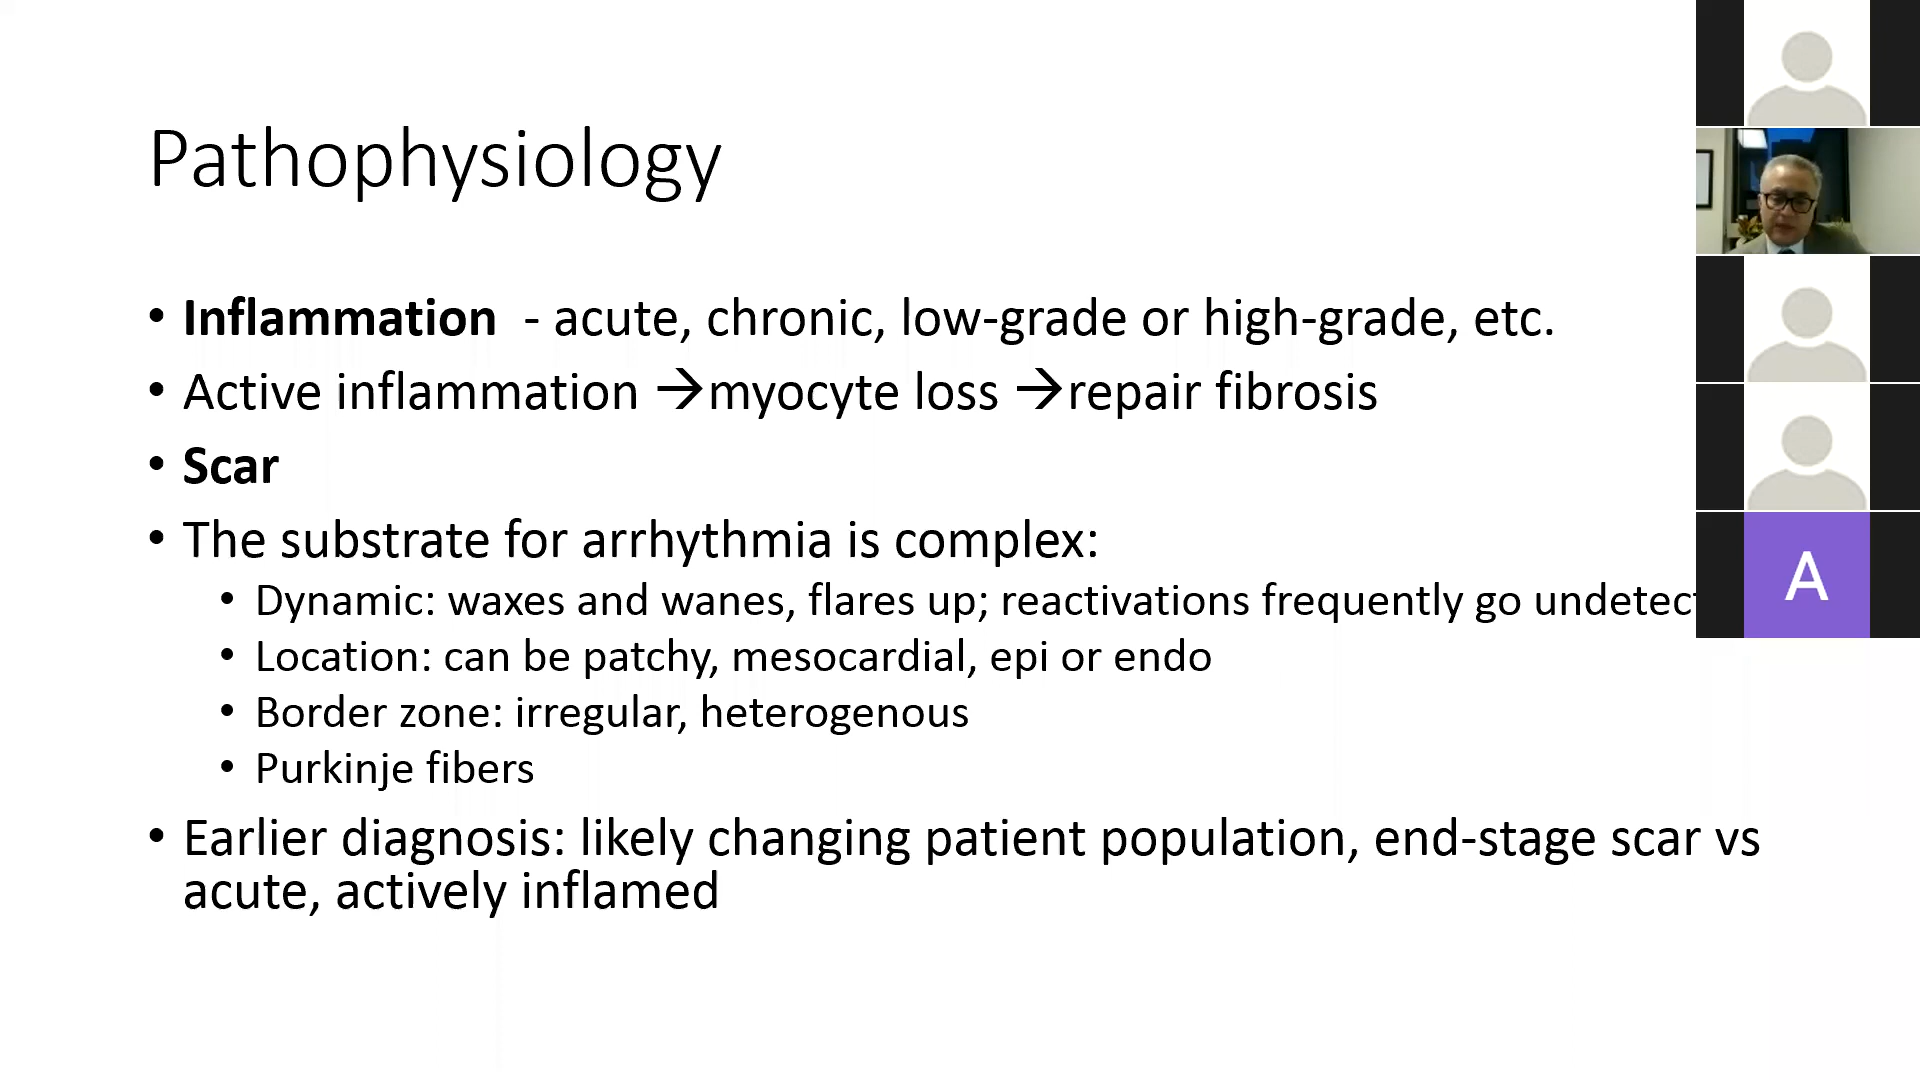 Pathophysiology
• Inflammation - acute, chronic, low-grade or high-grade, etc.
• Active inflammation →myocyte loss →repair fibrosis
• Scar
• The substrate for arrhythmia is complex:
• Dynamic: waxes and wanes, flares up; reactivations frequently go
• Location: can be patchy, mesocardial, epi or endo
• Border zone: irregular, heterogenous
• Purkinje fibers
• Earlier diagnosis: likely changing patient population, end-stage scar vs
acute, actively inflamed
A